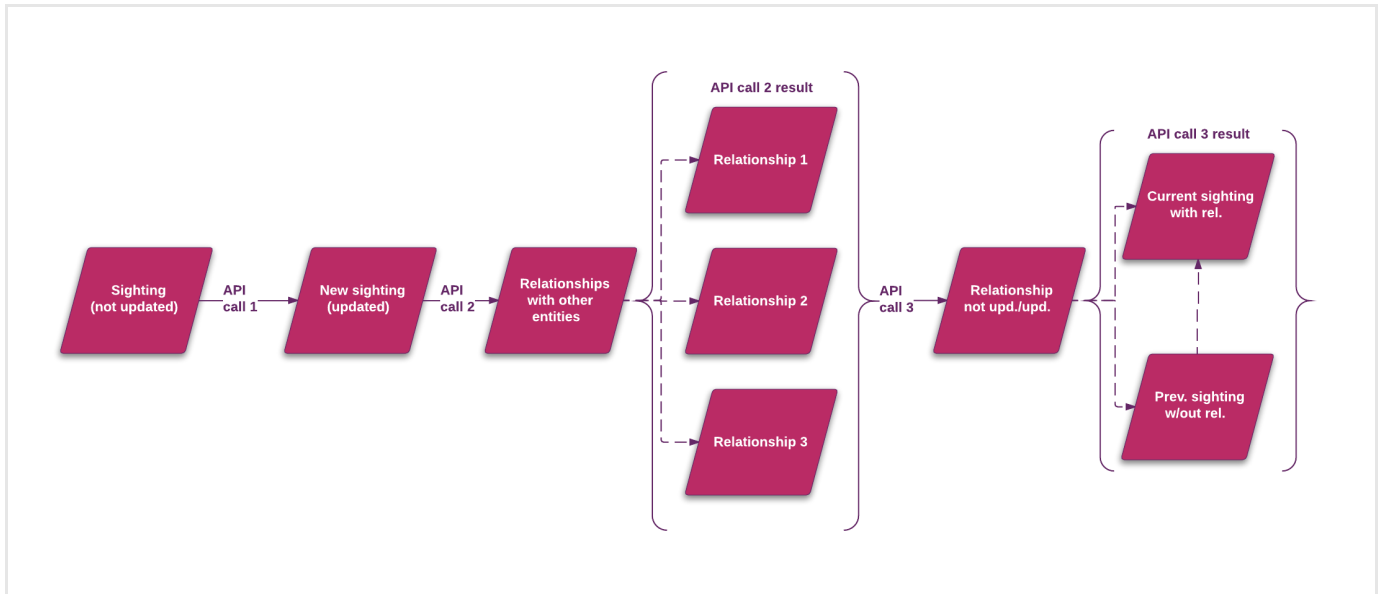 Sighting
(not updated)
API
call 1
New sighting
(updated)
API
call 2
Relationships
with other
entities
API call 2 result
Relationship 1
Relationship 2
Relationship 3
API
call 3
Relationship
not upd./upd.
API call 3 result
Current sighting
with rel.
Prev. sighting
w/out rel.